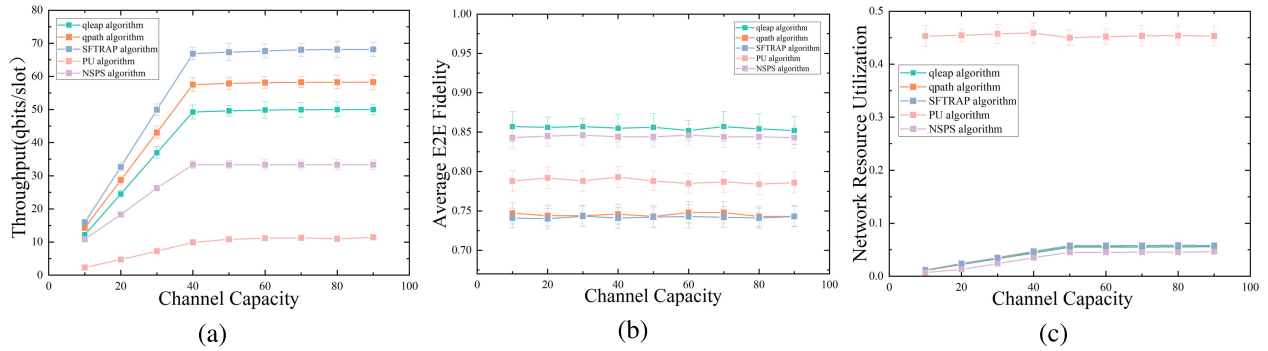 80
70
60
50
40
30
20
10
0
Throughput(qbits/slot)
qleap algorithm
qpath algorithm
SFTRAP algorithm
PU algorithm
NSPS algorithm
0 20 40 60 80 100
Channel Capacity
(a)
1.00
0.95
0.90
0.85
0.80
0.75
0.70
Average E2E Fidelity
qleap algorithm
qpath algorithm
SFTRAP algorithm
PU algorithm
NSPS algorithm
0 20 40 60 80 100
Channel Capacity
(b)
0.5
0.4
0.3
0.2
0.1
0.0
Network Resource Utilization
qleap algorithm
qpath algorithm
SFTRAP algorithm
PU algorithm
NSPS algorithm
0 20 40 60 80 100
Channel Capacity
(c)